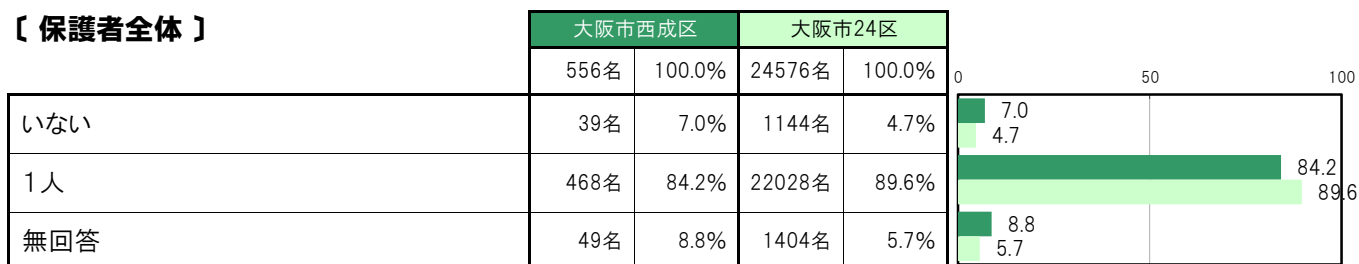 〔 保護者全体 〕
大阪市西成区 大阪市24区
556名 100.0% 24576名 100.0%
0 50 100
いない 39名 7.0% 1144名 4.7% 7.0
4.7
1人 468名 84.2% 22028名 89.6% 84.2
89.6
無回答 49名 8.8% 1404名 5.7% 8.8
5.7